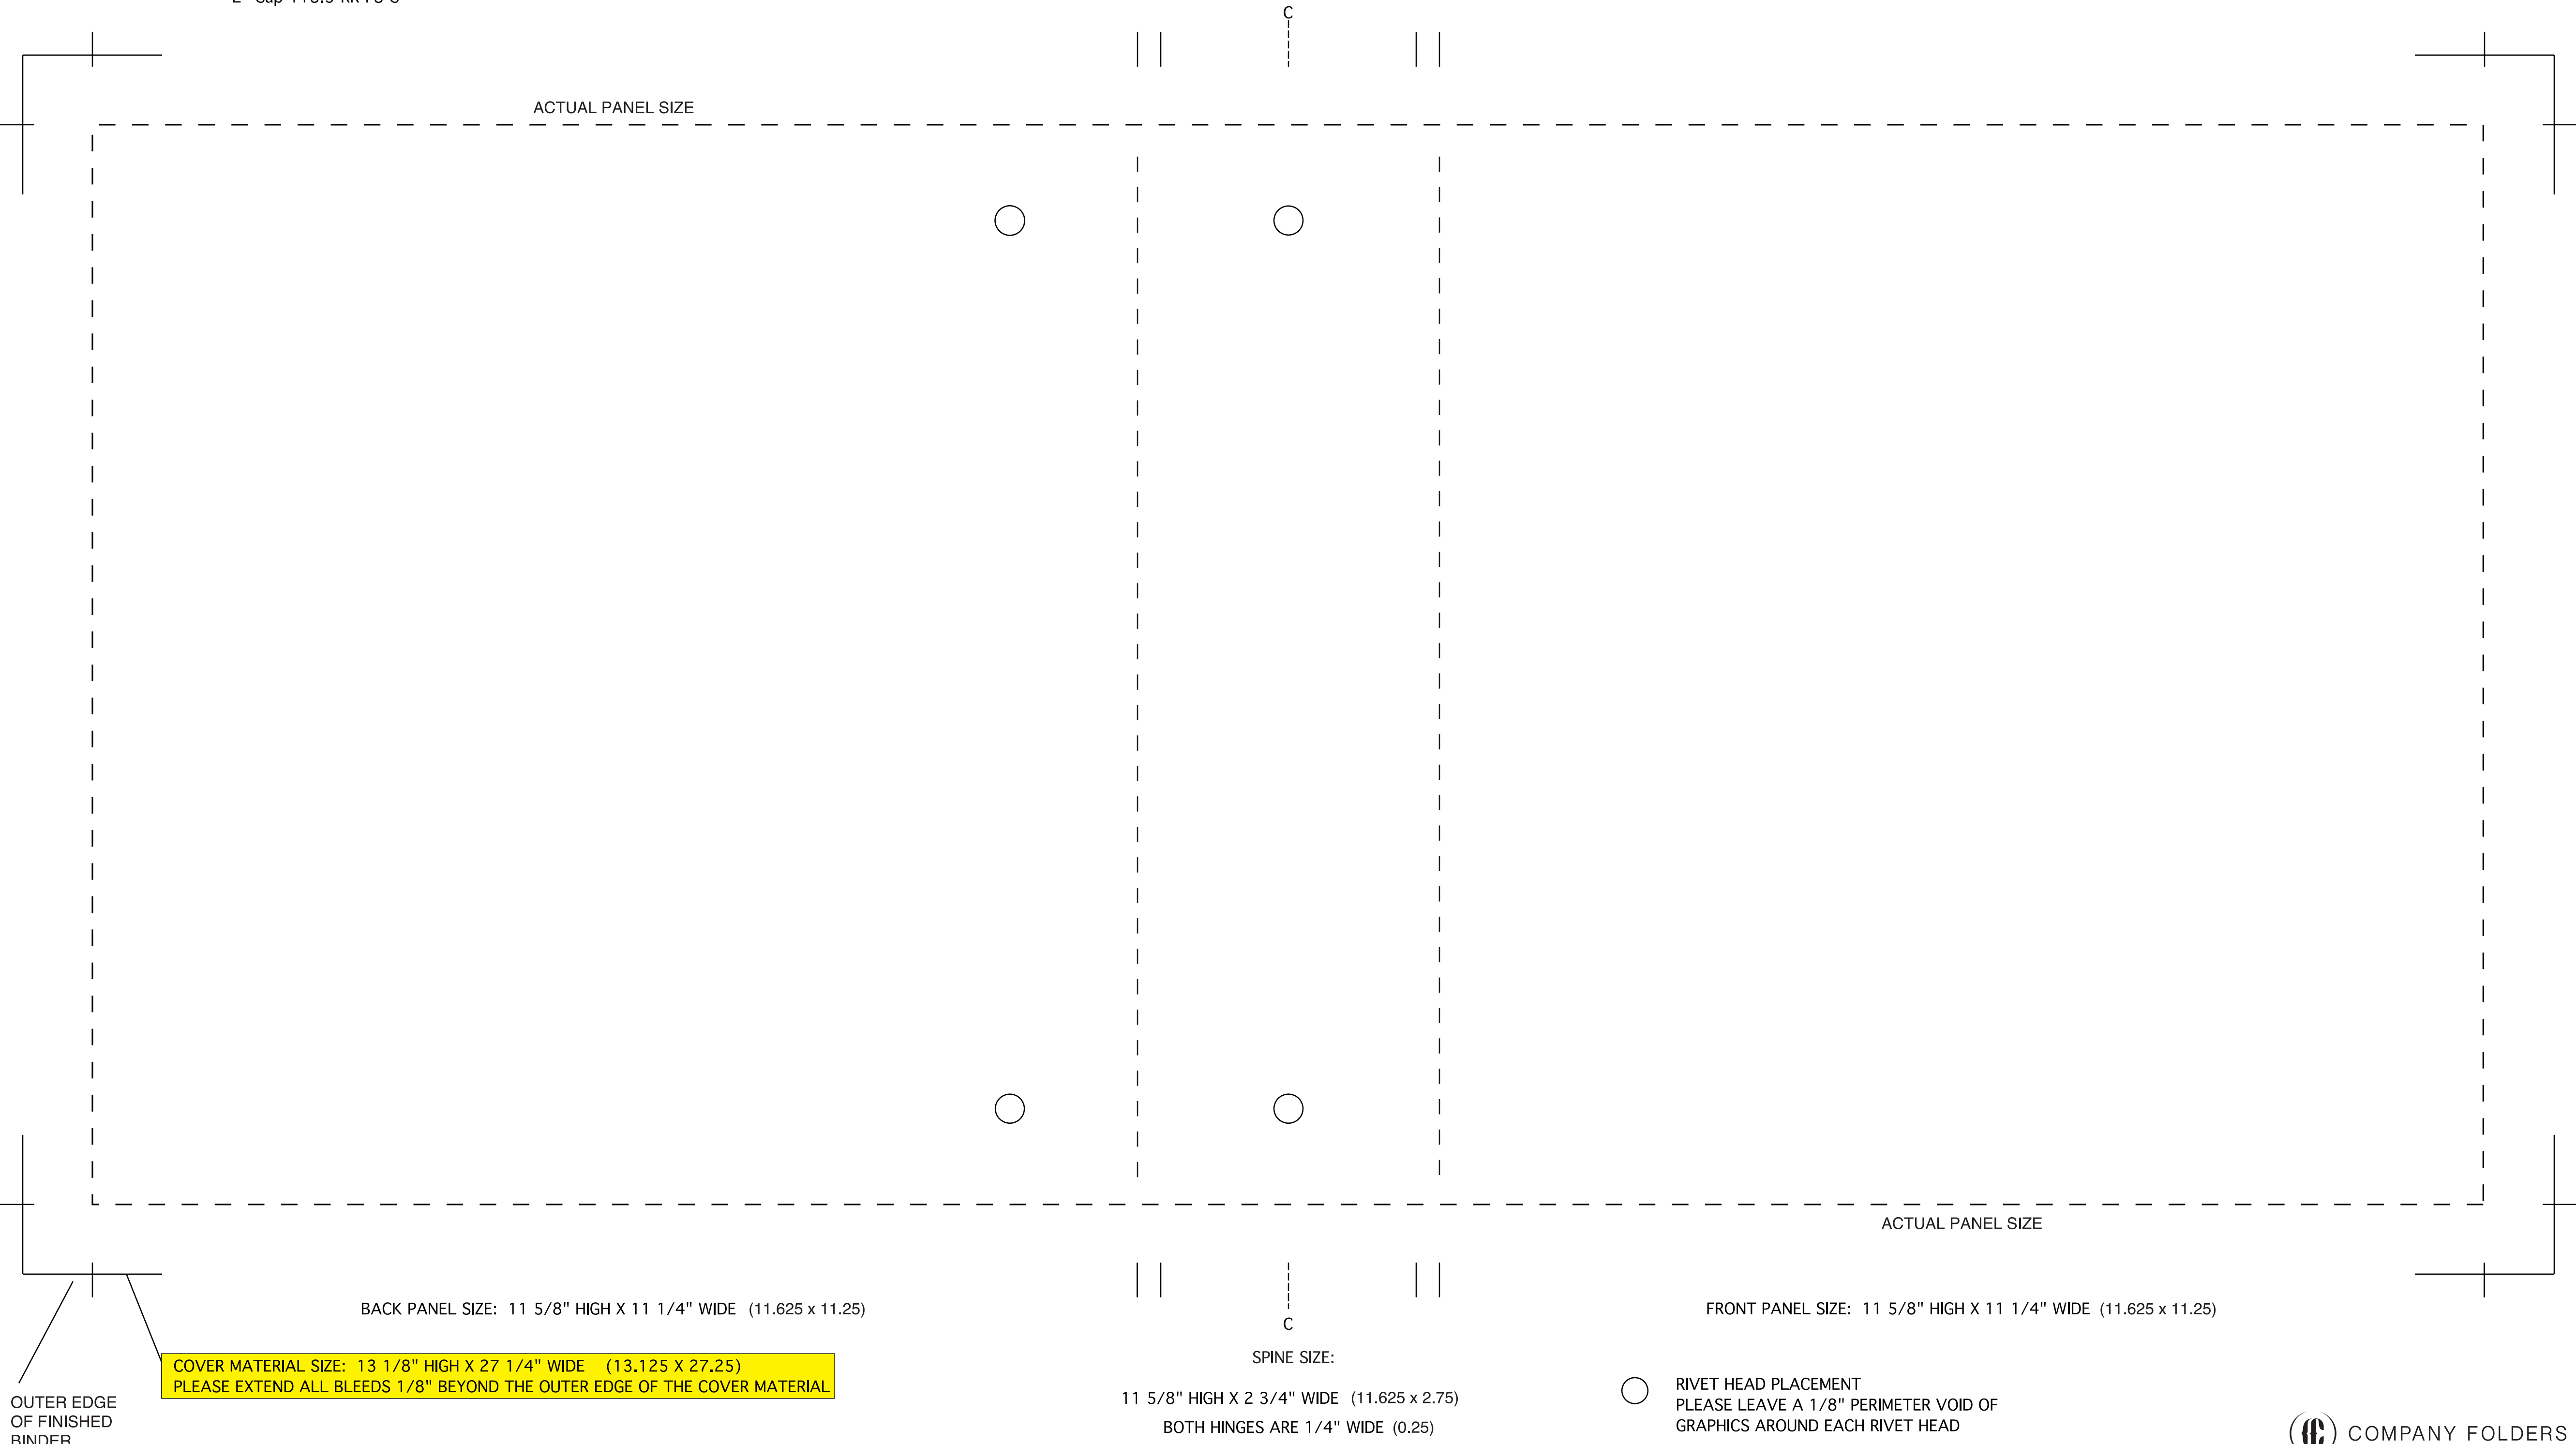 C
ACTUAL PANEL SIZE
ACTUAL PANEL SIZE
BACK PANEL SIZE: 11 5/8" HIGH X 11 1/4" WIDE (11.625 x 11.25)
C
FRONT PANEL SIZE: 11 5/8" HIGH X 11 1/4" WIDE (11.625 x 11.25)
COVER MATERIAL SIZE: 13 1/8" HIGH X 27 1/4" WIDE (13.125 X 27.25)
PLEASE EXTEND ALL BLEEDS 1/8" BEYOND THE OUTER EDGE OF THE COVER MATERIAL
OUTER EDGE
OF FINISHED
BINDER
SPINE SIZE:
11 5/8" HIGH X 2 3/4" WIDE (11.625 x 2.75)
BOTH HINGES ARE 1/4" WIDE (0.25)
RIVET HEAD PLACEMENT
PLEASE LEAVE A 1/8" PERIMETER VOID OF
GRAPHICS AROUND EACH RIVET HEAD
COMPANY FOLDERS